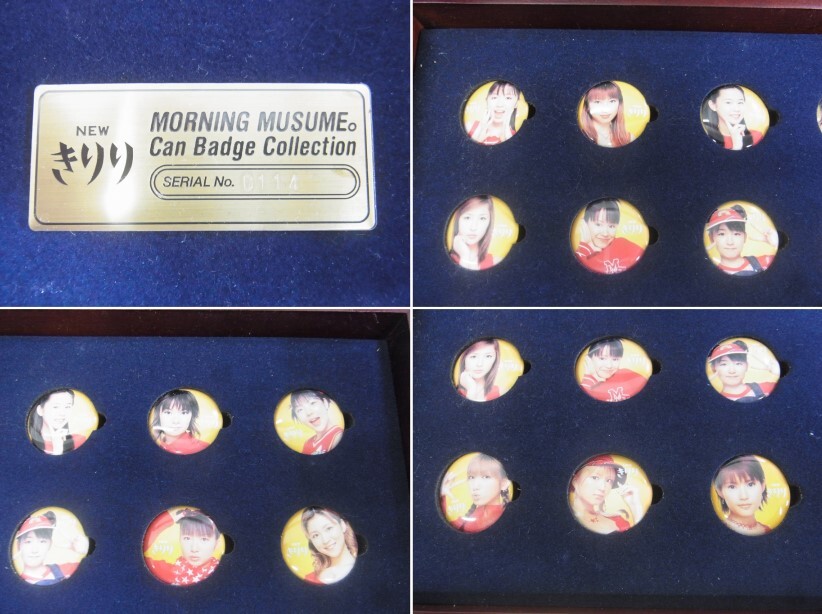 NEW
きりり
MORNING MUSUME。
Can Badge Collection
SERIAL No. 0114